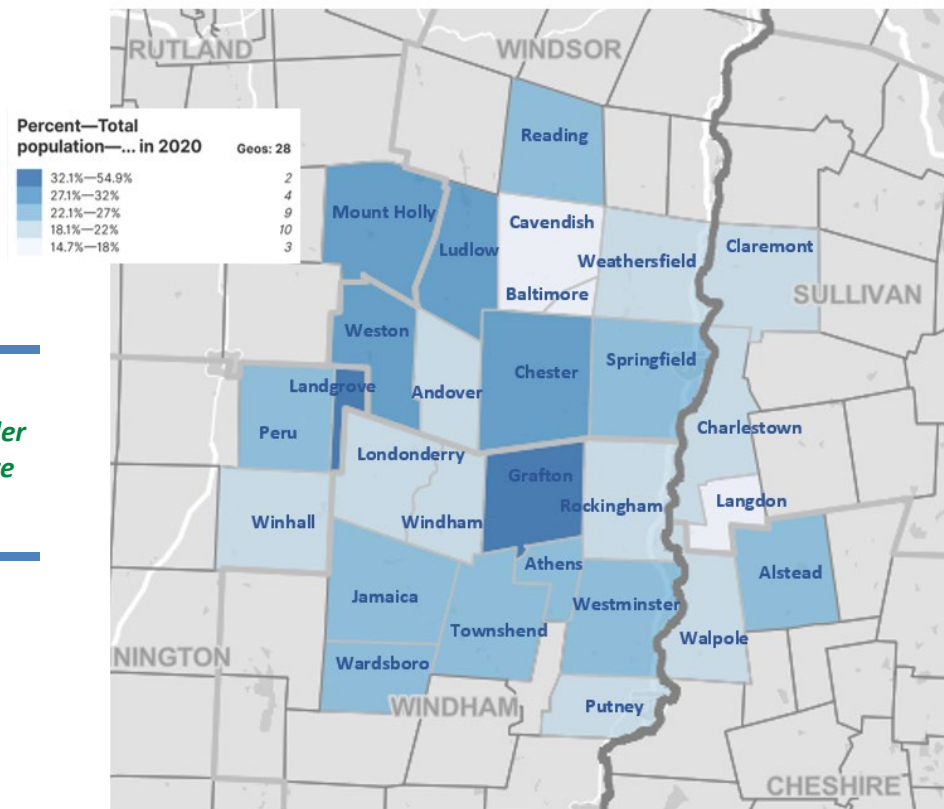 RUTLAND
WINDSOR
Percent—Total
population—... in 2020 Geos: 28
32.1%—54.9% 2
27.1%—32% 4
22.1%—27% 9
18.1%—22% 10
14.7%—18% 3
Reading
Mount Holly
Cavendish
Ludlow
Weathersfield
Claremont
Baltimore
SULLIVAN
Weston
Springfield
Chester
Landgrove
Andover
Peru
Charlestown
Londonderry
Grafton
Langdon
Rockingham
Winhall
Windham
Athens
Alstead
Jamaica
Westminster
Townshend
Walpole
NINGTON
Wardsboro
WINDHAM
Putney
CHESHIRE